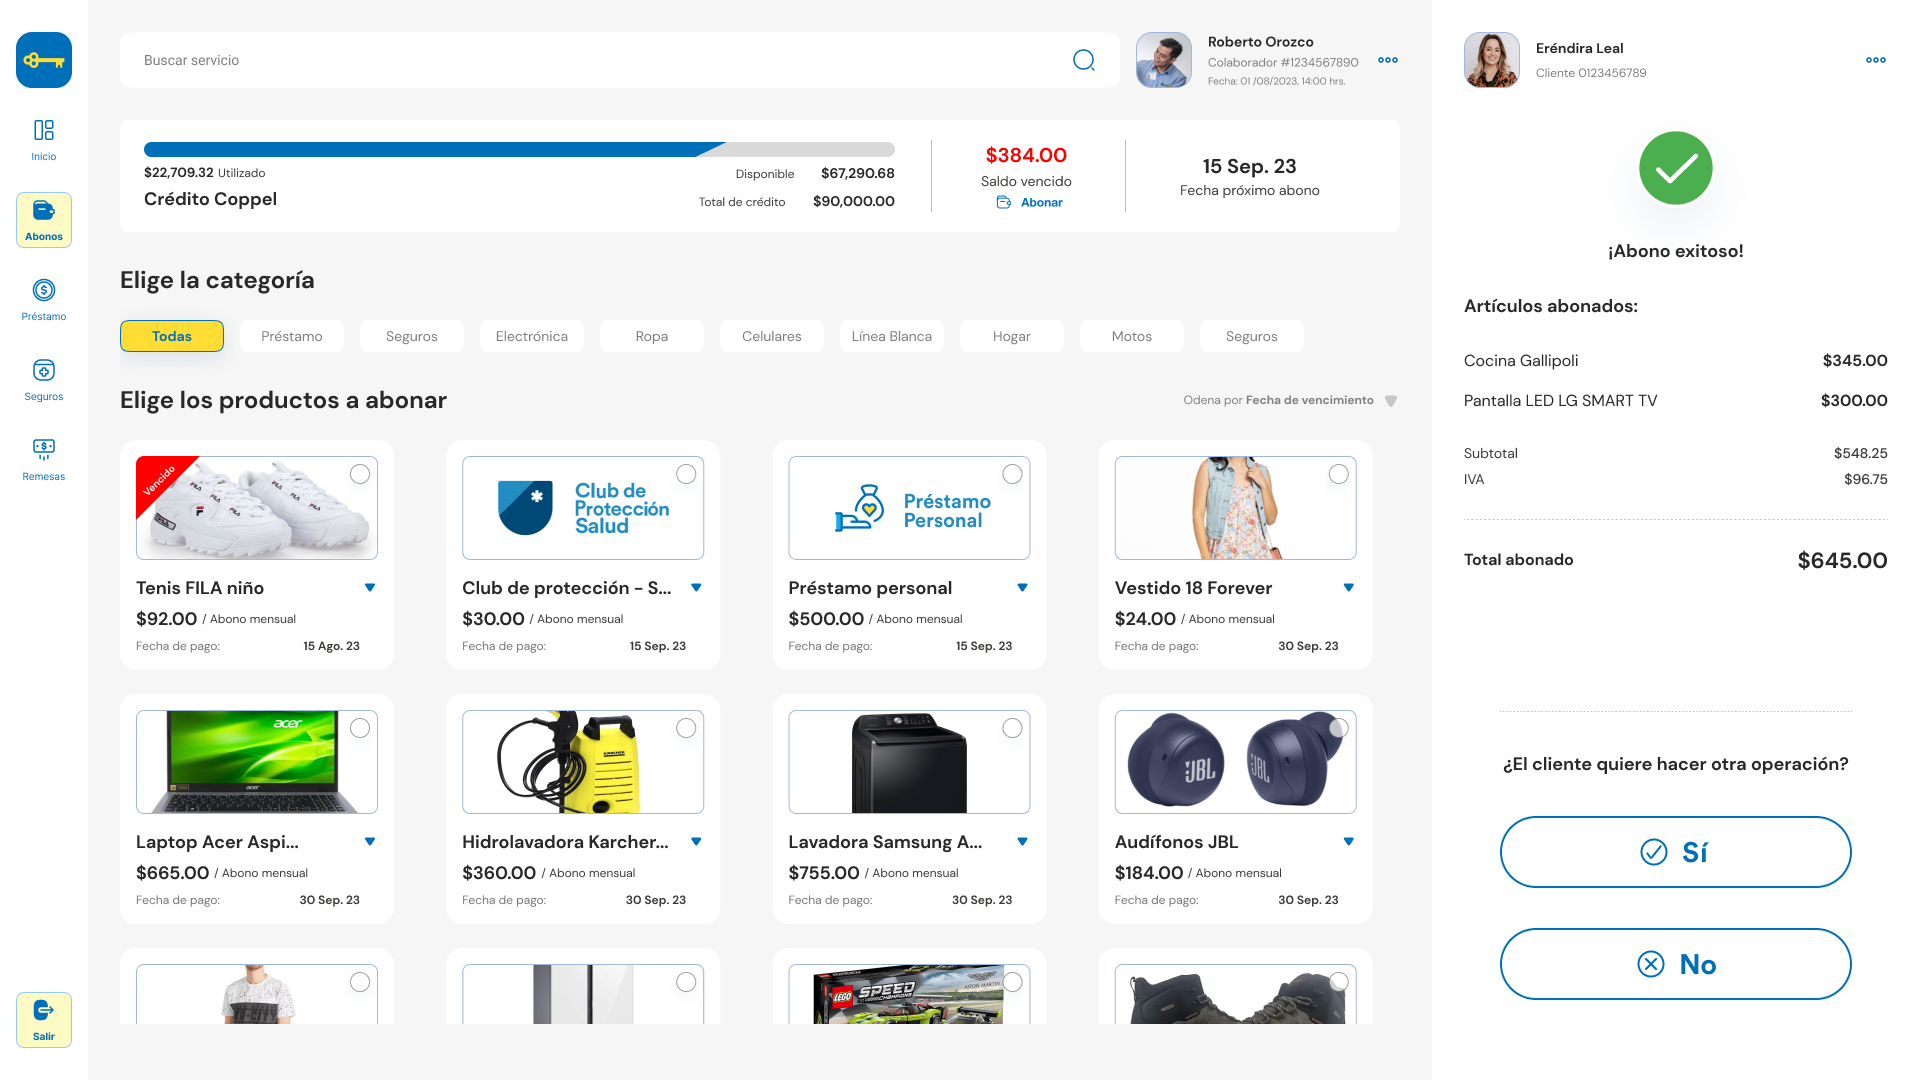 Buscar servicio
Roberto Orozco
Colaborador #1234567890
Fecha: 01 /08/2023, 14:00 hrs.
Eréndira Leal
Cliente 0123456789
Inicio
Abonos
Préstamo
Seguros
Remesas
Salir
$22,709.32 Utilizado
Disponible $67,290.68
Crédito Coppel
Total de crédito $90,000.00
$384.00
Saldo vencido
Abonar
15 Sep. 23
Fecha próximo abono
Elige la categoría
Todas
Préstamo
Seguros
Electrónica
Ropa
Celulares
Línea Blanca
Hogar
Motos
Seguros
Elige los productos a abonar
Odena por Fecha de vencimiento
Vencido
FILA
FILA
FILA
FILA
FILA
FILA
Tenis FILA niño
$92.00 / Abono mensual
Fecha de pago: 15 Ago. 23
Club de
Protección
Salud
Club de protección - S...
$30.00 / Abono mensual
Fecha de pago: 15 Sep. 23
Préstamo
Personal
Préstamo personal
$500.00 / Abono mensual
Fecha de pago: 15 Sep. 23
Vestido 18 Forever
$24.00 / Abono mensual
Fecha de pago: 30 Sep. 23
acer
acer
Laptop Acer Aspi...
$665.00 / Abono mensual
Fecha de pago: 30 Sep. 23
KARCHER
Hidrolavadora Karcher...
$360.00 / Abono mensual
Fecha de pago: 30 Sep. 23
Lavadora Samsung A...
$755.00 / Abono mensual
Fecha de pago: 30 Sep. 23
JBL
JBL
Audífonos JBL
$184.00 / Abono mensual
Fecha de pago: 30 Sep. 23
LEGO
SPEED
CHAMPIONS
ASTON MARTIN
¡Abono exitoso!
Artículos abonados:
Cocina Gallipoli $345.00
Pantalla LED LG SMART TV $300.00
Subtotal $548.25
IVA $96.75
Total abonado $645.00
¿El cliente quiere hacer otra operación?
Sí
No